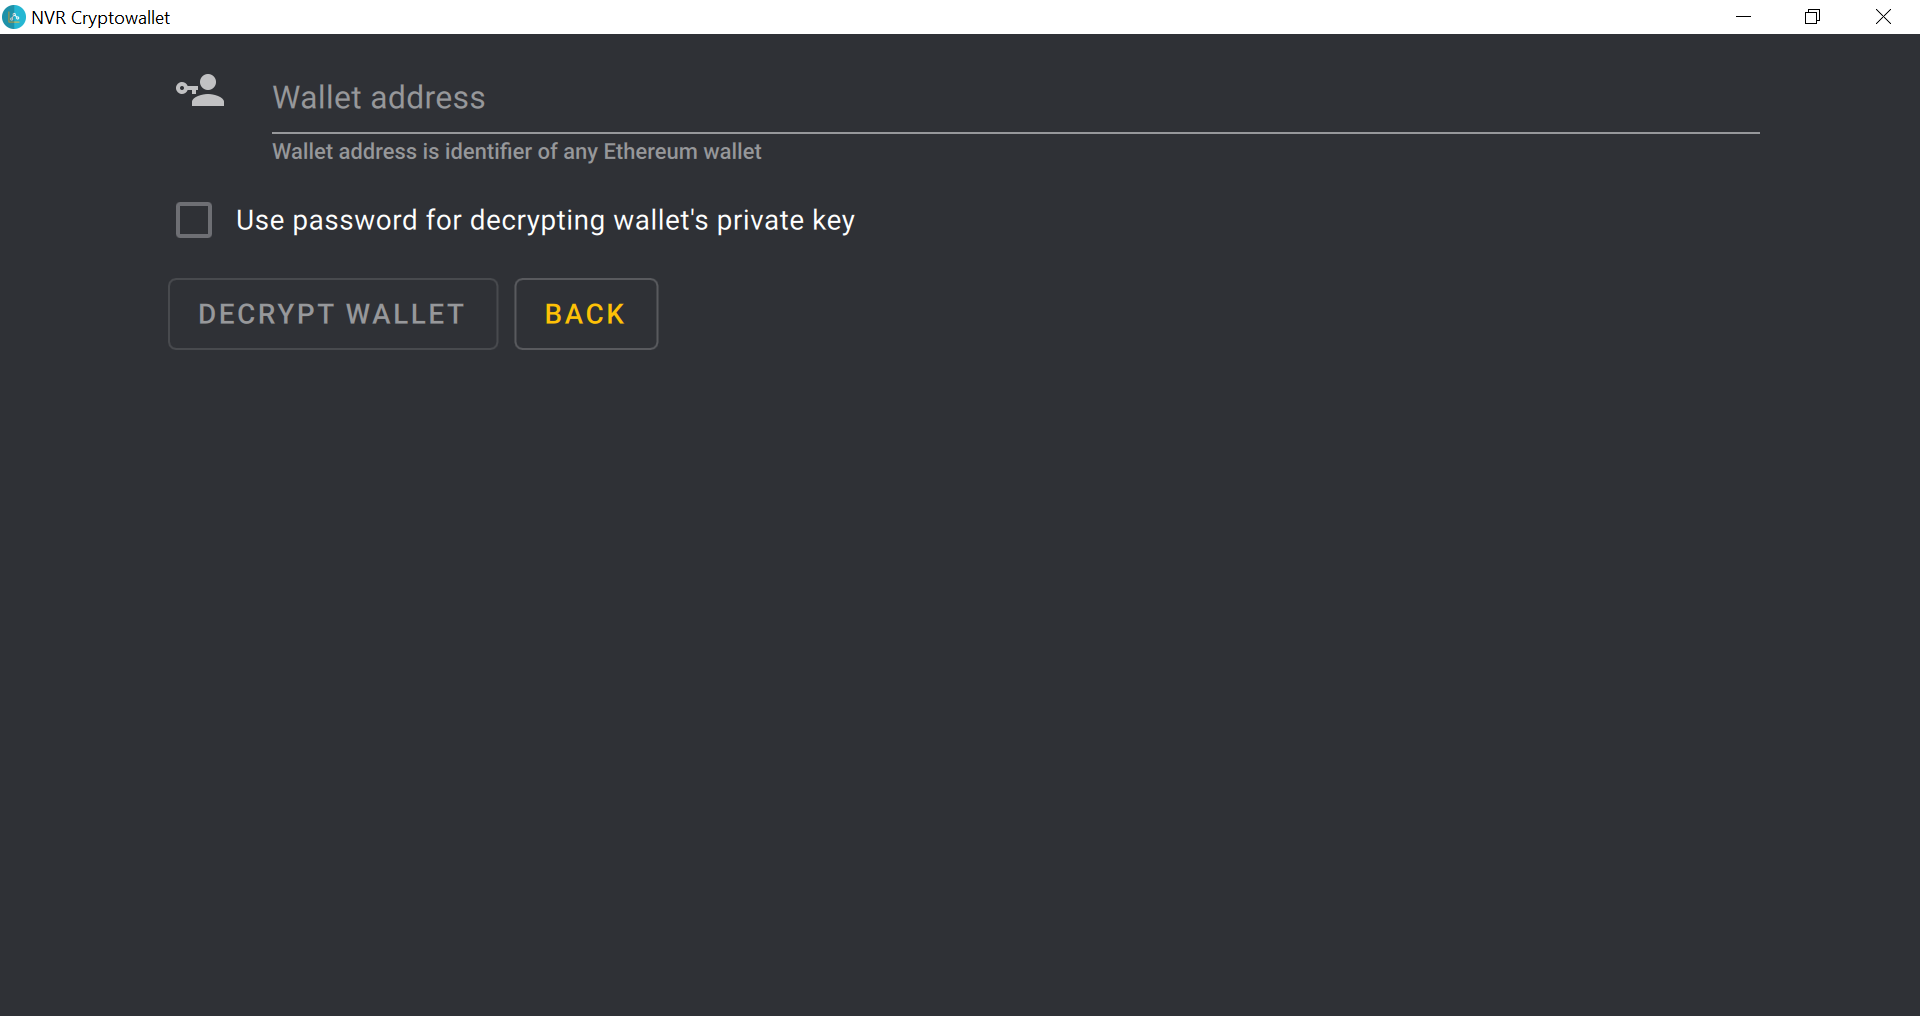 NVR Cryptowallet
Wallet address
Wallet address is identifier of any Ethereum wallet
Use password for decrypting wallet's private key
DECRYPT WALLET
BACK